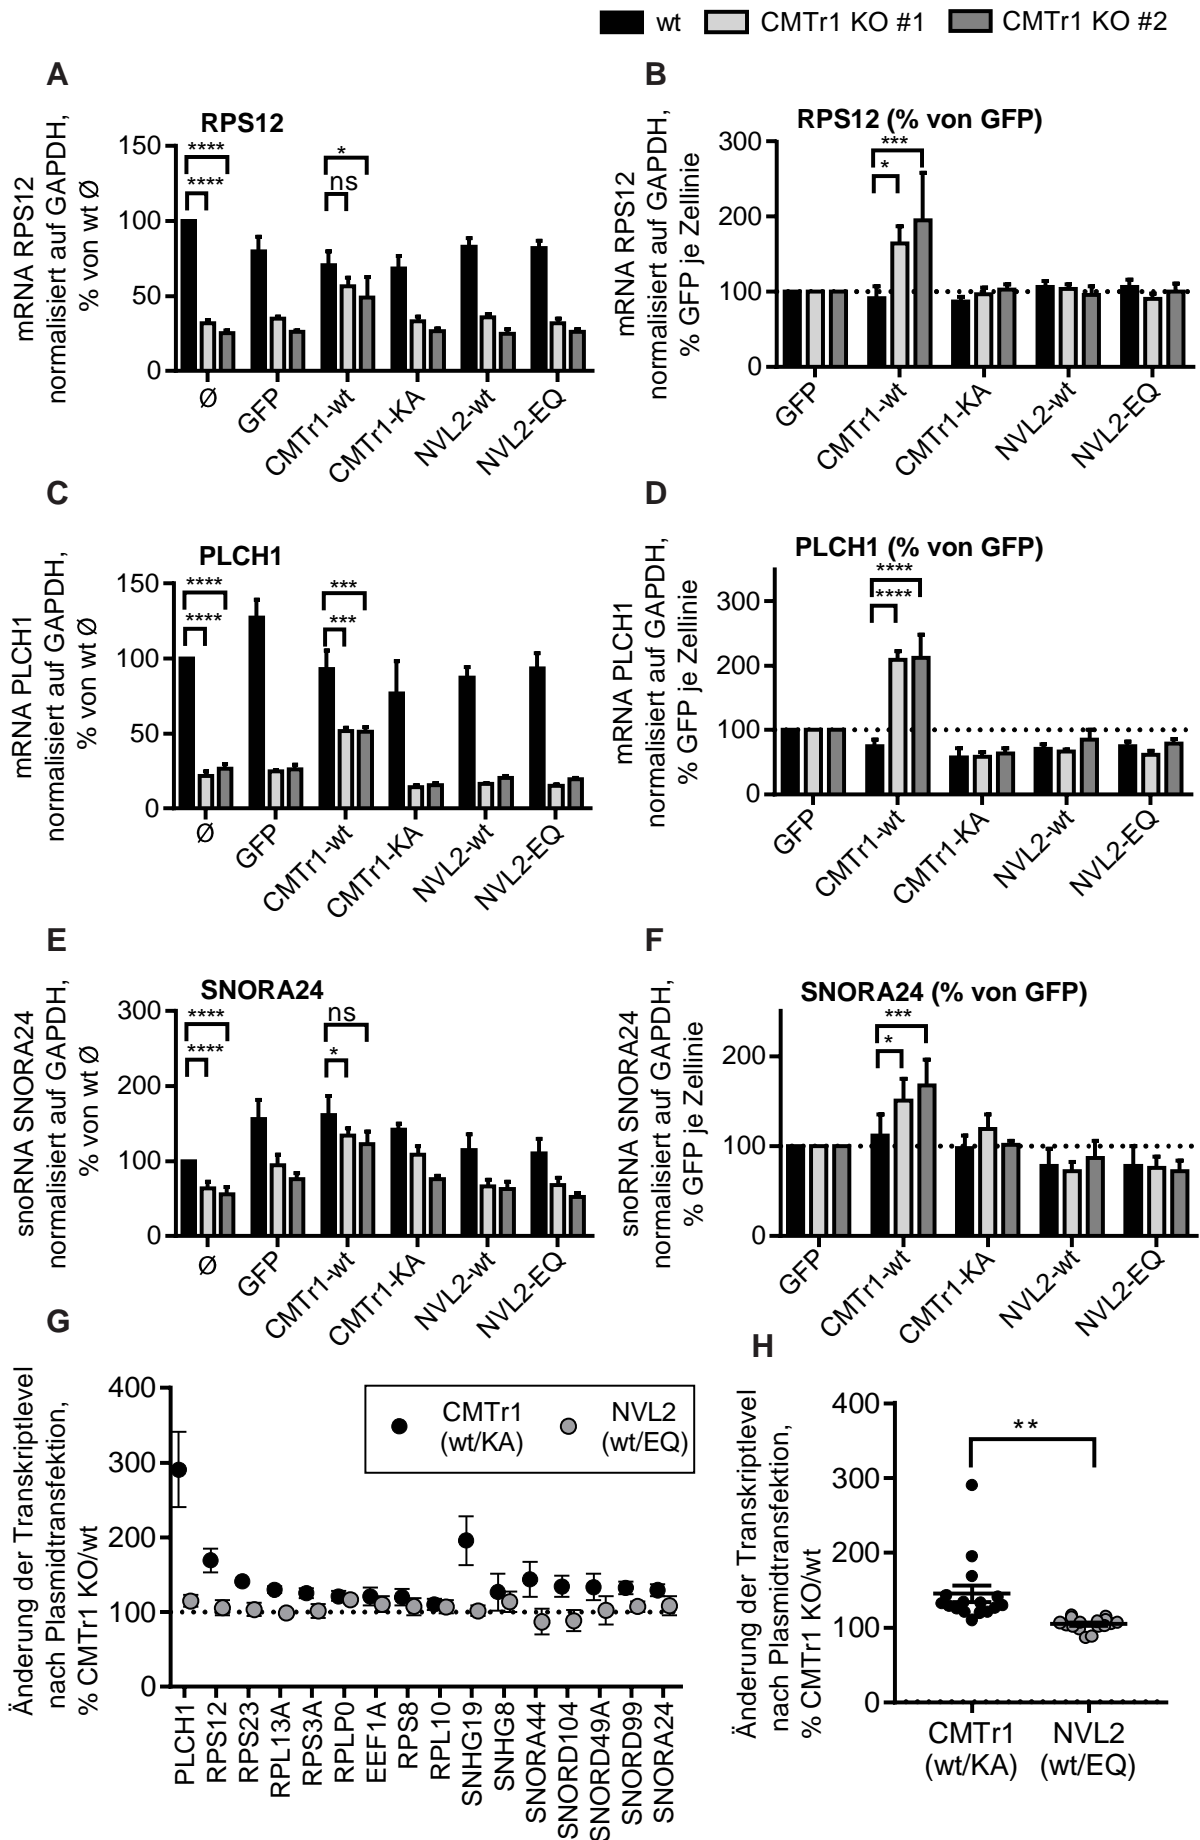 wt CMTr1 KO #1 CMTr1 KO #2
A
RPS12
mRNA RPS12
normalisiert auf GAPDH,
% von wt Ø
150
100
50
0
****
****
*
ns
Ø
GFP
CMTr1-wt
CMTr1-KA
NVL2-wt
NVL2-EQ
B
RPS12 (% von GFP)
mRNA RPS12
normalisiert auf GAPDH,
% GFP je Zellinie
300
200
100
0
***
*
GFP
CMTr1-wt
CMTr1-KA
NVL2-wt
NVL2-EQ
C
PLCH1
mRNA PLCH1
normalisiert auf GAPDH,
% von wt Ø
150
100
50
0
****
****
***
***
Ø
GFP
CMTr1-wt
CMTr1-KA
NVL2-wt
NVL2-EQ
D
PLCH1 (% von GFP)
mRNA PLCH1
normalisiert auf GAPDH,
% GFP je Zellinie
300
200
100
0
****
****
GFP
CMTr1-wt
CMTr1-KA
NVL2-wt
NVL2-EQ
E
SNORA24
snoRNA SNORA24
normalisiert auf GAPDH,
% von wt Ø
300
200
100
0
****
****
ns
*
Ø
GFP
CMTr1-wt
CMTr1-KA
NVL2-wt
NVL2-EQ
F
SNORA24 (% von GFP)
snoRNA SNORA24
normalisiert auf GAPDH,
% GFP je Zellinie
200
100
0
***
*
GFP
CMTr1-wt
CMTr1-KA
NVL2-wt
NVL2-EQ
G
Änderung der Transkriptlevel
nach Plasmidtransfektion,
% CMTr1 KO/wt
400
300
200
100
0
CMTr1 NVL2
(wt/KA) (wt/EQ)
PLCH1
RPS12
RPS23
RPL13A
RPS3A
RPLP0
EEF1A
RPS8
RPL10
SNHG19
SNHG8
SNORA44
SNORD104
SNORD49A
SNORD99
SNORA24
H
Änderung der Transkriptlevel
nach Plasmidtransfektion,
% CMTr1 KO/wt
400
300
200
100
0
**
CMTr1 NVL2
(wt/KA) (wt/EQ)